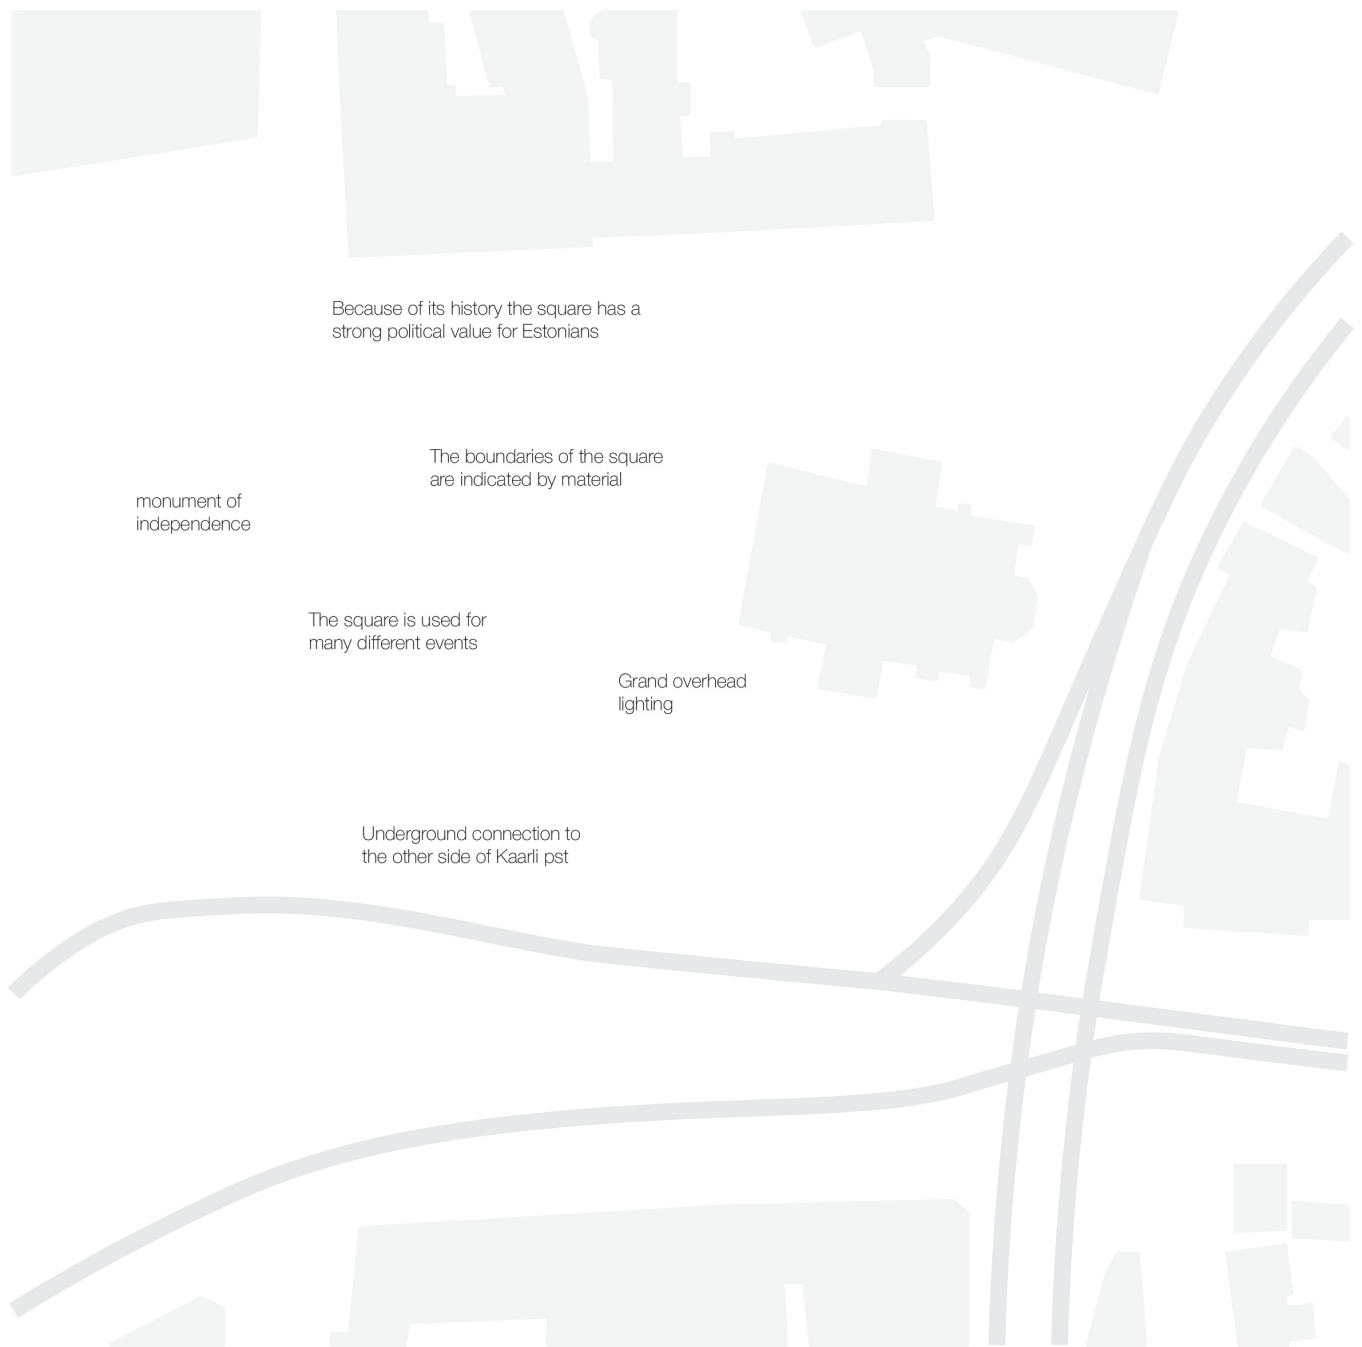 Because of its history the square has a
strong political value for Estonians
The boundaries of the square
are indicated by material
monument of
independence
The square is used for
many different events
Grand overhead
lighting
Underground connection to
the other side of Kaarli pst